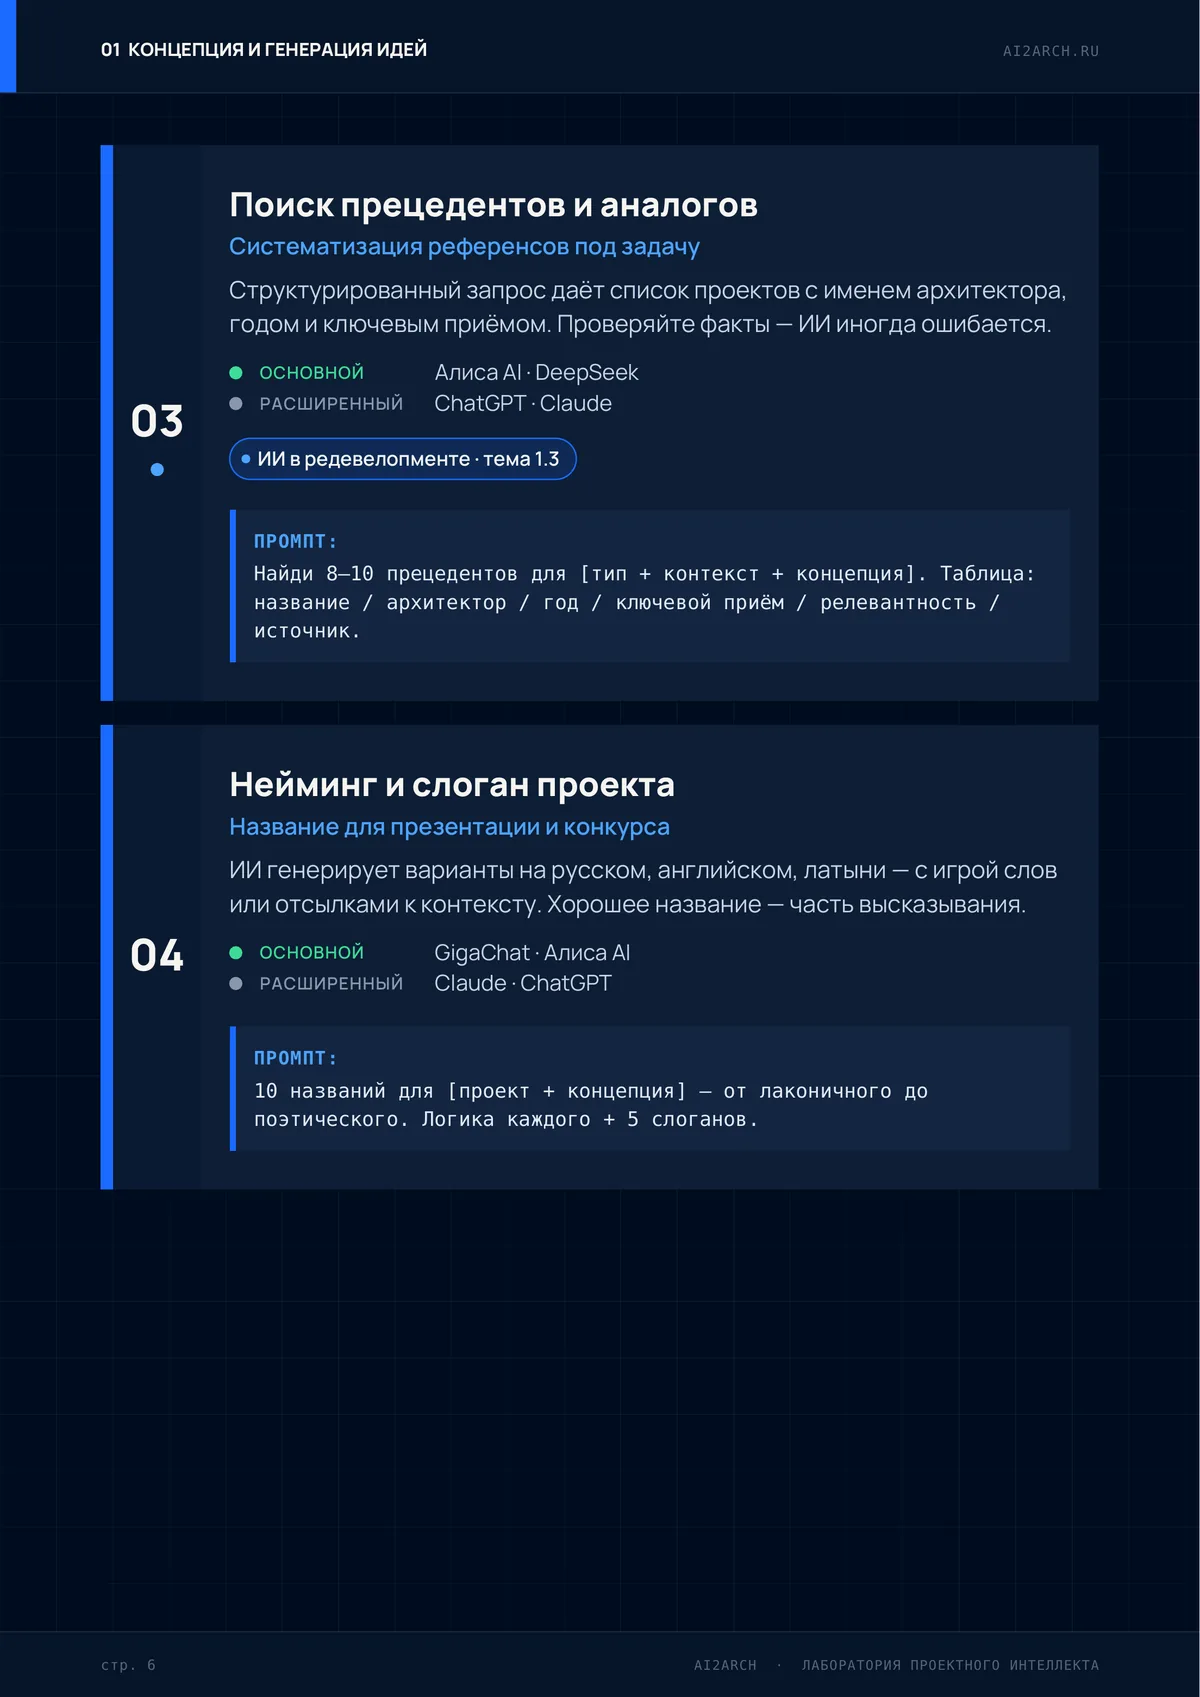 01 КОНЦЕПЦИЯ И ГЕНЕРАЦИЯ ИДЕЙ
AI2ARCH.RU
03
Поиск прецедентов и аналогов
Систематизация референсов под задачу
Структурированный запрос даёт список проектов с именем архитектора,
годом и ключевым приёмом. Проверяйте факты — ИИ иногда ошибается.
ОСНОВНОЙ Алиса AI · DeepSeek
РАСШИРЕННЫЙ ChatGPT · Claude
ИИ в редевелопменте · тема 1.3
ПРОМПТ:
Найди 8–10 прецедентов для [тип + контекст + концепция]. Таблица:
название / архитектор / год / ключевой приём / релевантность /
источник.
04
Нейминг и слоган проекта
Название для презентации и конкурса
ИИ генерирует варианты на русском, английском, латыни — с игрой слов
или отсылками к контексту. Хорошее название — часть высказывания.
ОСНОВНОЙ GigaChat · Алиса AI
РАСШИРЕННЫЙ Claude · ChatGPT
ПРОМПТ:
10 названий для [проект + концепция] — от лаконичного до
поэтического. Логика каждого + 5 слоганов.
стр. 6
AI2ARCH · ЛАБОРАТОРИЯ ПРОЕКТНОГО ИНТЕЛЛЕКТА